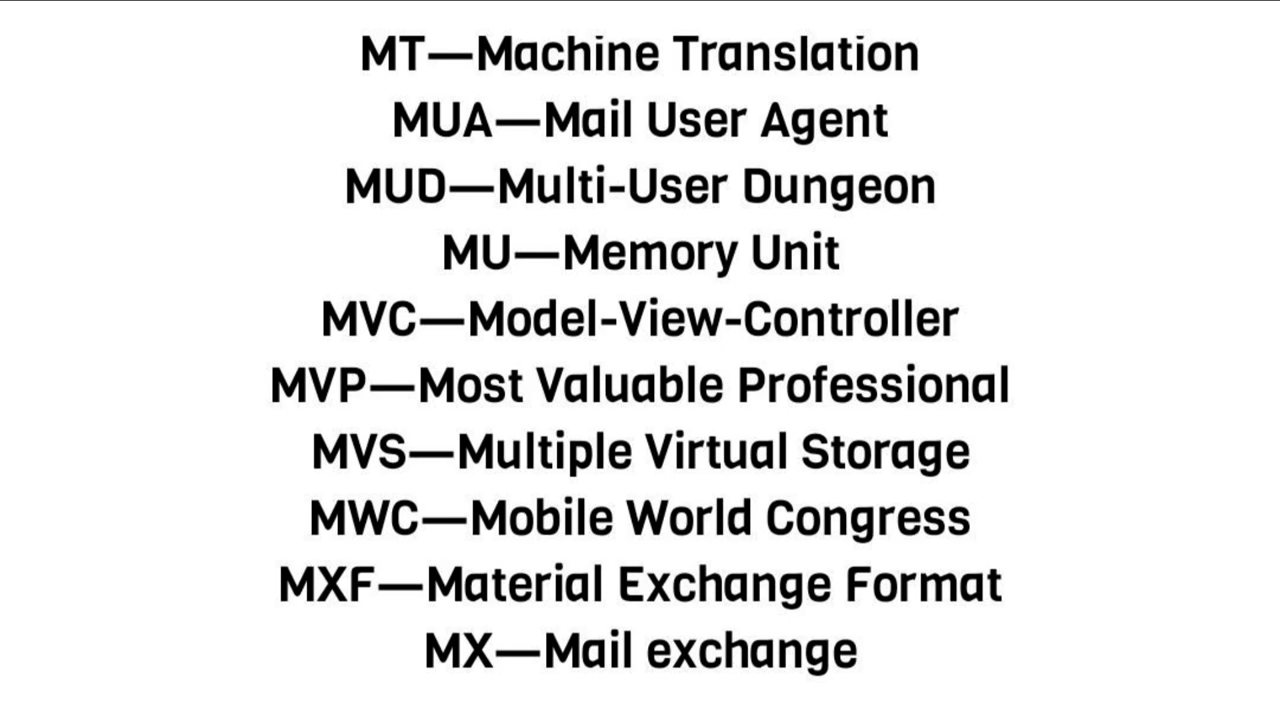 MT—Machine Translation
MUA—Mail User Agent
MUD—Multi-User Dungeon
MU—Memory Unit
MVC—Model-View-Controller
MVP—Most Valuable Professional
MVS—Multiple Virtual Storage
MWC—Mobile World Congress
MXF—Material Exchange Format
MX—Mail exchange